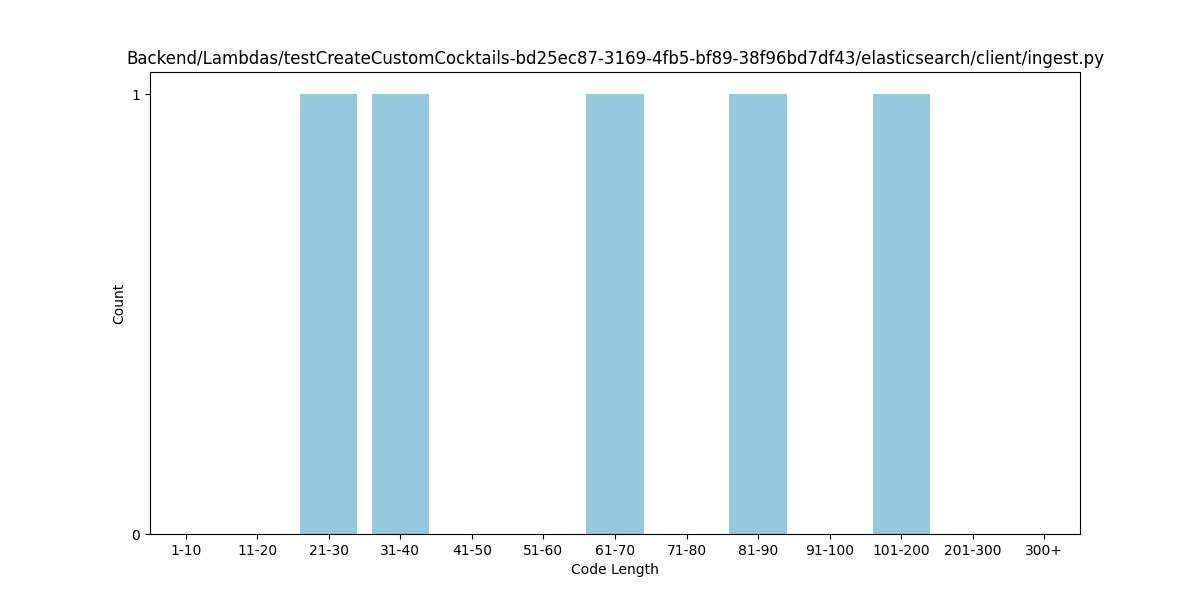 Backend/Lambdas/testCreateCustomCocktails-bd25ec87-3169-4fb5-bf89-38f96bd7df43/elasticsearch/client/ingest.py
1
Count
0
1-10 11-20 21-30 31-40 41-50 51-60 61-70 71-80 81-90 91-100 101-200 201-300 300+
Code Length